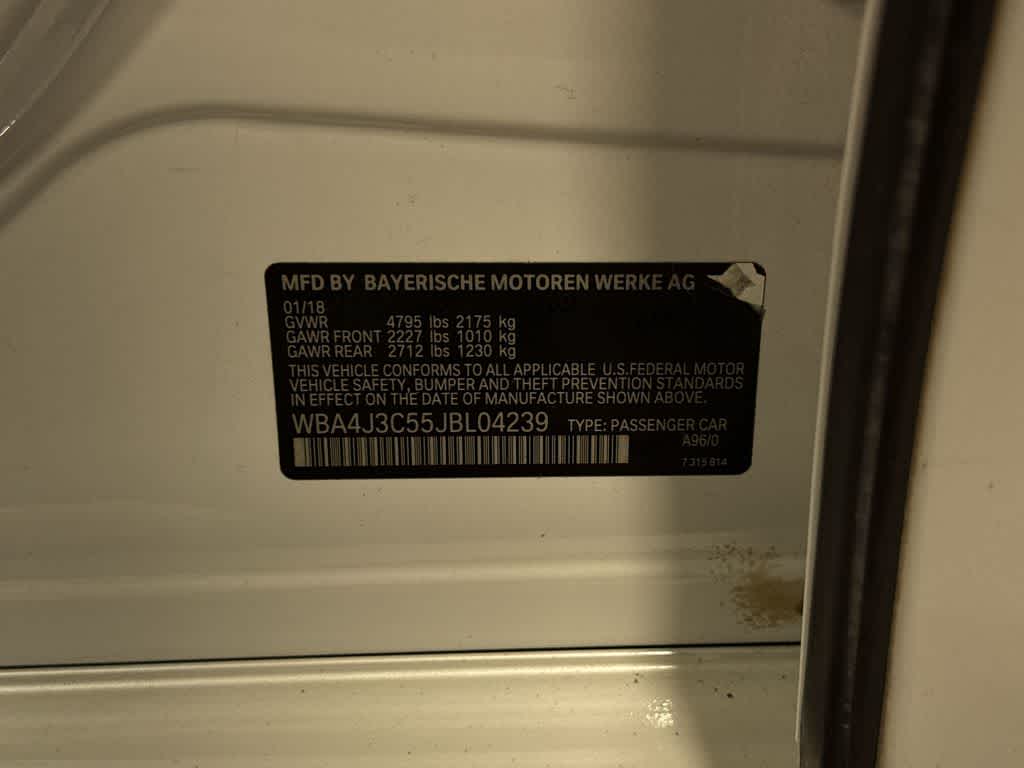 MFD BY BAYERISCHE MOTOREN WERKE AG
01/18
GVWR 4795 lbs 2175 kg
GAWR FRONT 2227 lbs 1010 kg
GAWR REAR 2712 lbs 1230 kg
THIS VEHICLE CONFORMS TO ALL APPLICABLE U.S.FEDERAL MOTOR
VEHICLE SAFETY, BUMPER AND THEFT PREVENTION STANDARDS
IN EFFECT ON THE DATE OF MANUFACTURE SHOWN ABOVE.
WBA4J3C55JBL04239 TYPE: PASSENGER CAR
A96/0
7 315 814